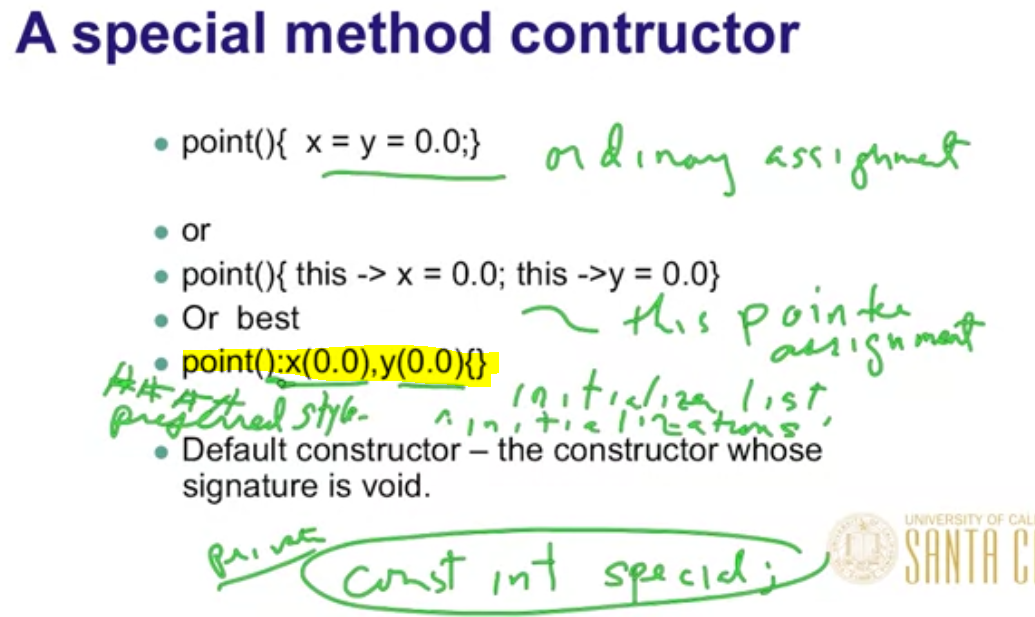 A special method contructor
point(){  x = y = 0.0;}
ordinary assighmet
or
point(){ this -> x = 0.0; this ->y = 0.0}
Or  best
this pointer
assignment
point():x(0.0),y(0.0){}
####
preferred style
initializer list
initializations
Default constructor – the constructor whose
signature is void.
private
const int special;
UNIVERSITY OF CAL
SANTA C